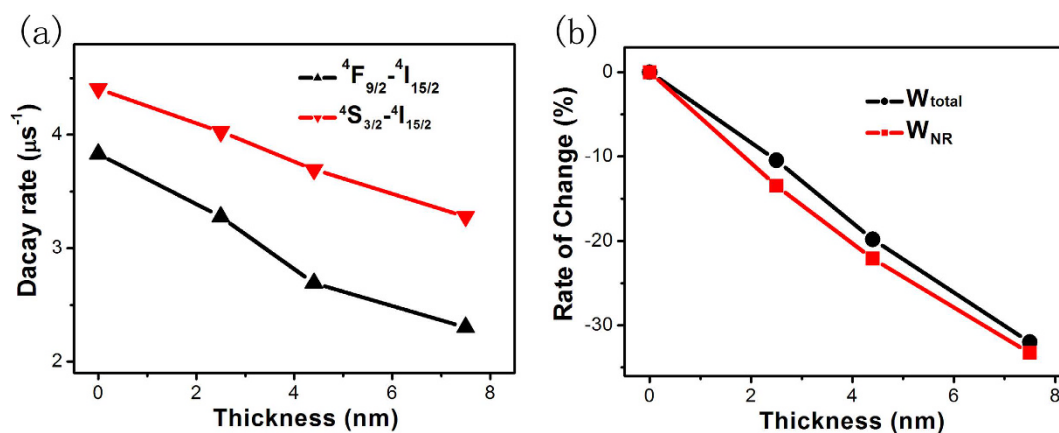 (a)
Dacay rate (μs⁻¹)
4
3
2
⁴F₉/₂-⁴I₁₅/₂
⁴S₃/₂-⁴I₁₅/₂
0 2 4 6 8
Thickness (nm)
(b)
Rate of Change (%)
0
-10
-20
-30
W_total
W_NR
0 2 4 6 8
Thickness (nm)